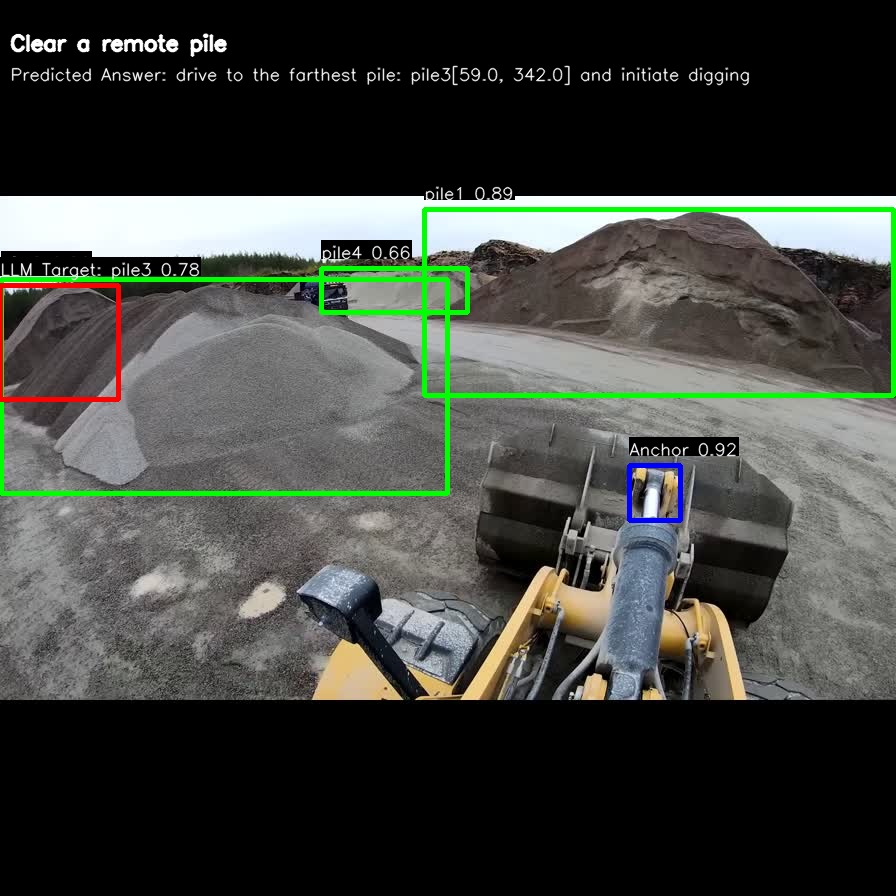 Clear a remote pile
Predicted Answer: drive to the farthest pile: pile3[59.0, 342.0] and initiate digging
pile1 0.89
pile4 0.66
LLM Target: pile3 0.78
Anchor 0.92